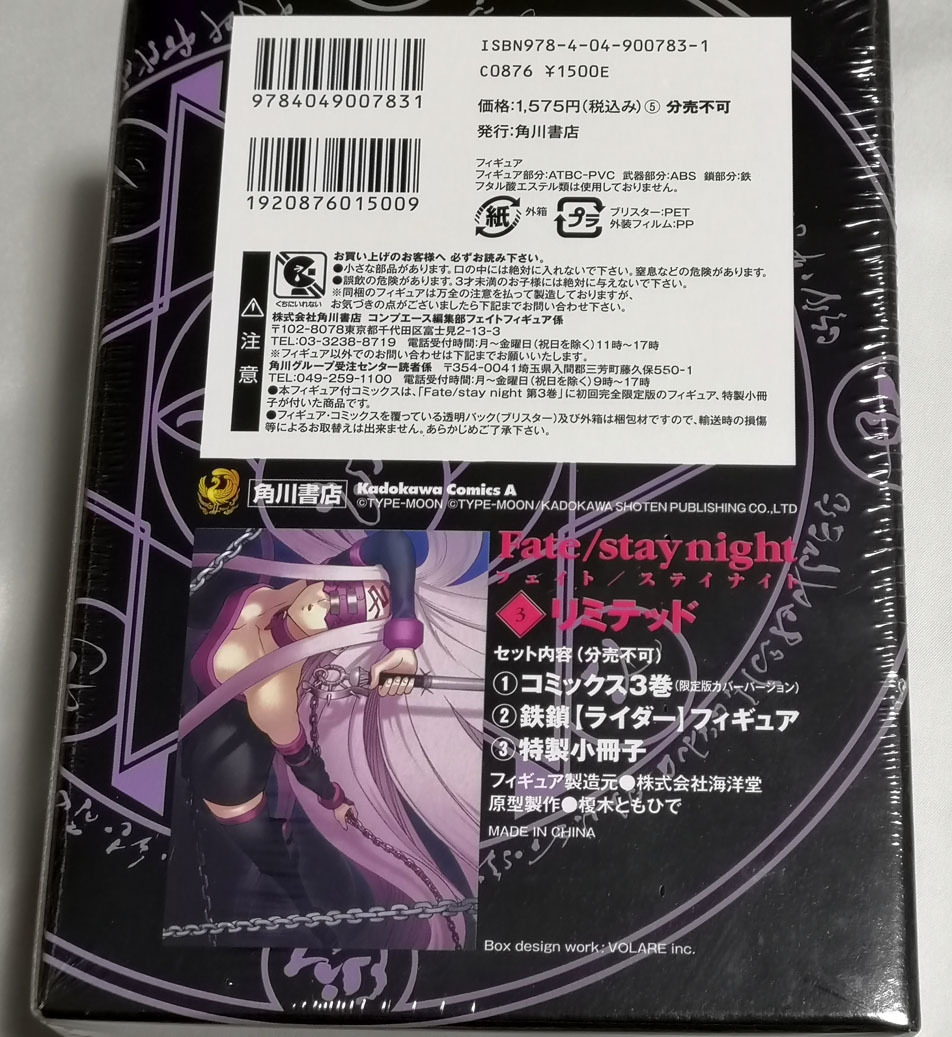 ISBN978-4-04-900783-1
C0876 ¥1500E
9784049007831
価格:1,575円(税込み)⑤ 分売不可
発行:角川書店
1920876015009
フィギュア
フィギュア部分:ATBC-PVC 武器部分:ABS 鎖部分:鉄
フタル酸エステル類は使用しておりません。
紙 外箱 プラ ブリスター:PET
外装フィルム:PP
くちにいれない
注意
お買い上げのお客様へ 必ずお読み下さい。
●小さな部品があります。口の中には絶対に入れないで下さい。窒息などの危険があります。
●誤飲の危険があります。3才未満のお子様には絶対に与えないで下さい。
※同梱のフィギュアは万全の注意を払って製造しておりますが、
お気づきの点がございましたら下記までお問い合わせ下さい。
株式会社角川書店 コンプエース編集部フェイトフィギュア係
〒102-8078東京都千代田区富士見2-13-3
TEL:03-3238-8719 電話受付時間:月〜金曜日(祝日を除く)11時〜17時
※フィギュア以外でのお問い合わせは下記までお願いいたします。
角川グループ受注センター読者係 〒354-0041埼玉県入間郡三芳町藤久保550-1
TEL:049-259-1100 電話受付時間:月〜金曜日(祝日を除く)9時〜17時
●本フィギュア付コミックスは、「Fate/stay night 第3巻」に初回完全限定版のフィギュア、特製小冊
子が付いた商品です。
●フィギュア・コミックスを覆っている透明パック(ブリスター)及び外箱は梱包材ですので、輸送時の損傷
等によるお取替えは出来ません。あらかじめご了承下さい。
角川書店 Kadokawa Comics A
©TYPE-MOON ©TYPE-MOON/KADOKAWA SHOTEN PUBLISHING CO.,LTD
Fate/stay night
フェイト/ステイナイト
3 リミテッド
セット内容(分売不可)
①コミックス3巻(限定版カバーバージョン)
②鉄鎖【ライダー】フィギュア
③特製小冊子
フィギュア製造元●株式会社海洋堂
原型製作●榎木ともひで
MADE IN CHINA
Box design work: VOLARE inc.